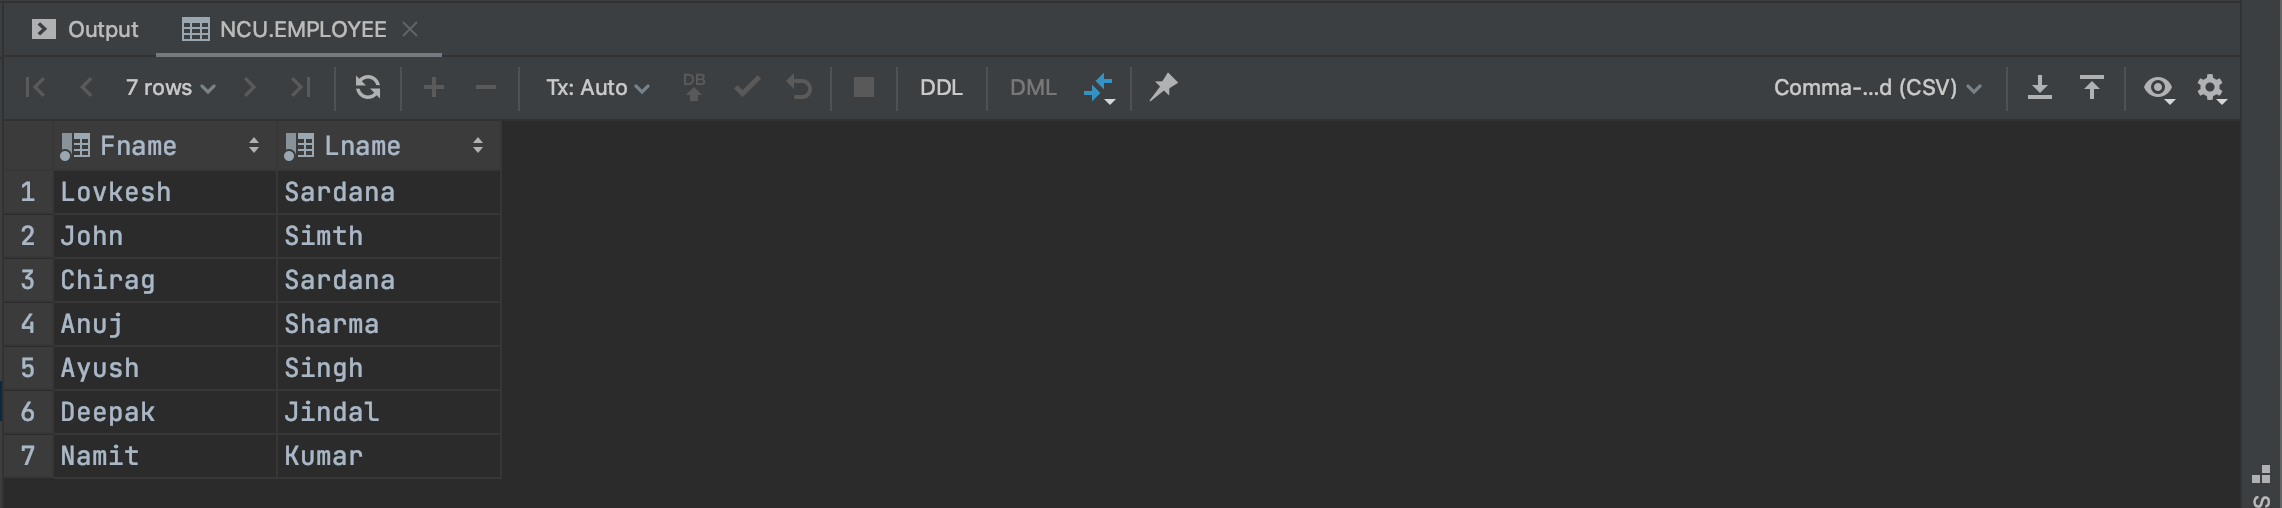 Output NCU.EMPLOYEE
7 rows Tx: Auto DB DDL DML Comma-...d (CSV)
Fname Lname
1 Lovkesh Sardana
2 John Simth
3 Chirag Sardana
4 Anuj Sharma
5 Ayush Singh
6 Deepak Jindal
7 Namit Kumar